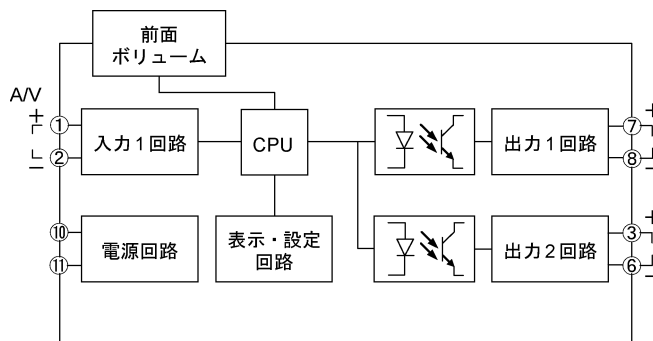 前面
ボリューム
A/V
+
①
②
−
入力1回路
CPU
出力1回路
+
⑦
⑧
−
⑩
⑪
電源回路
表示・設定
回路
出力2回路
+
③
⑥
−